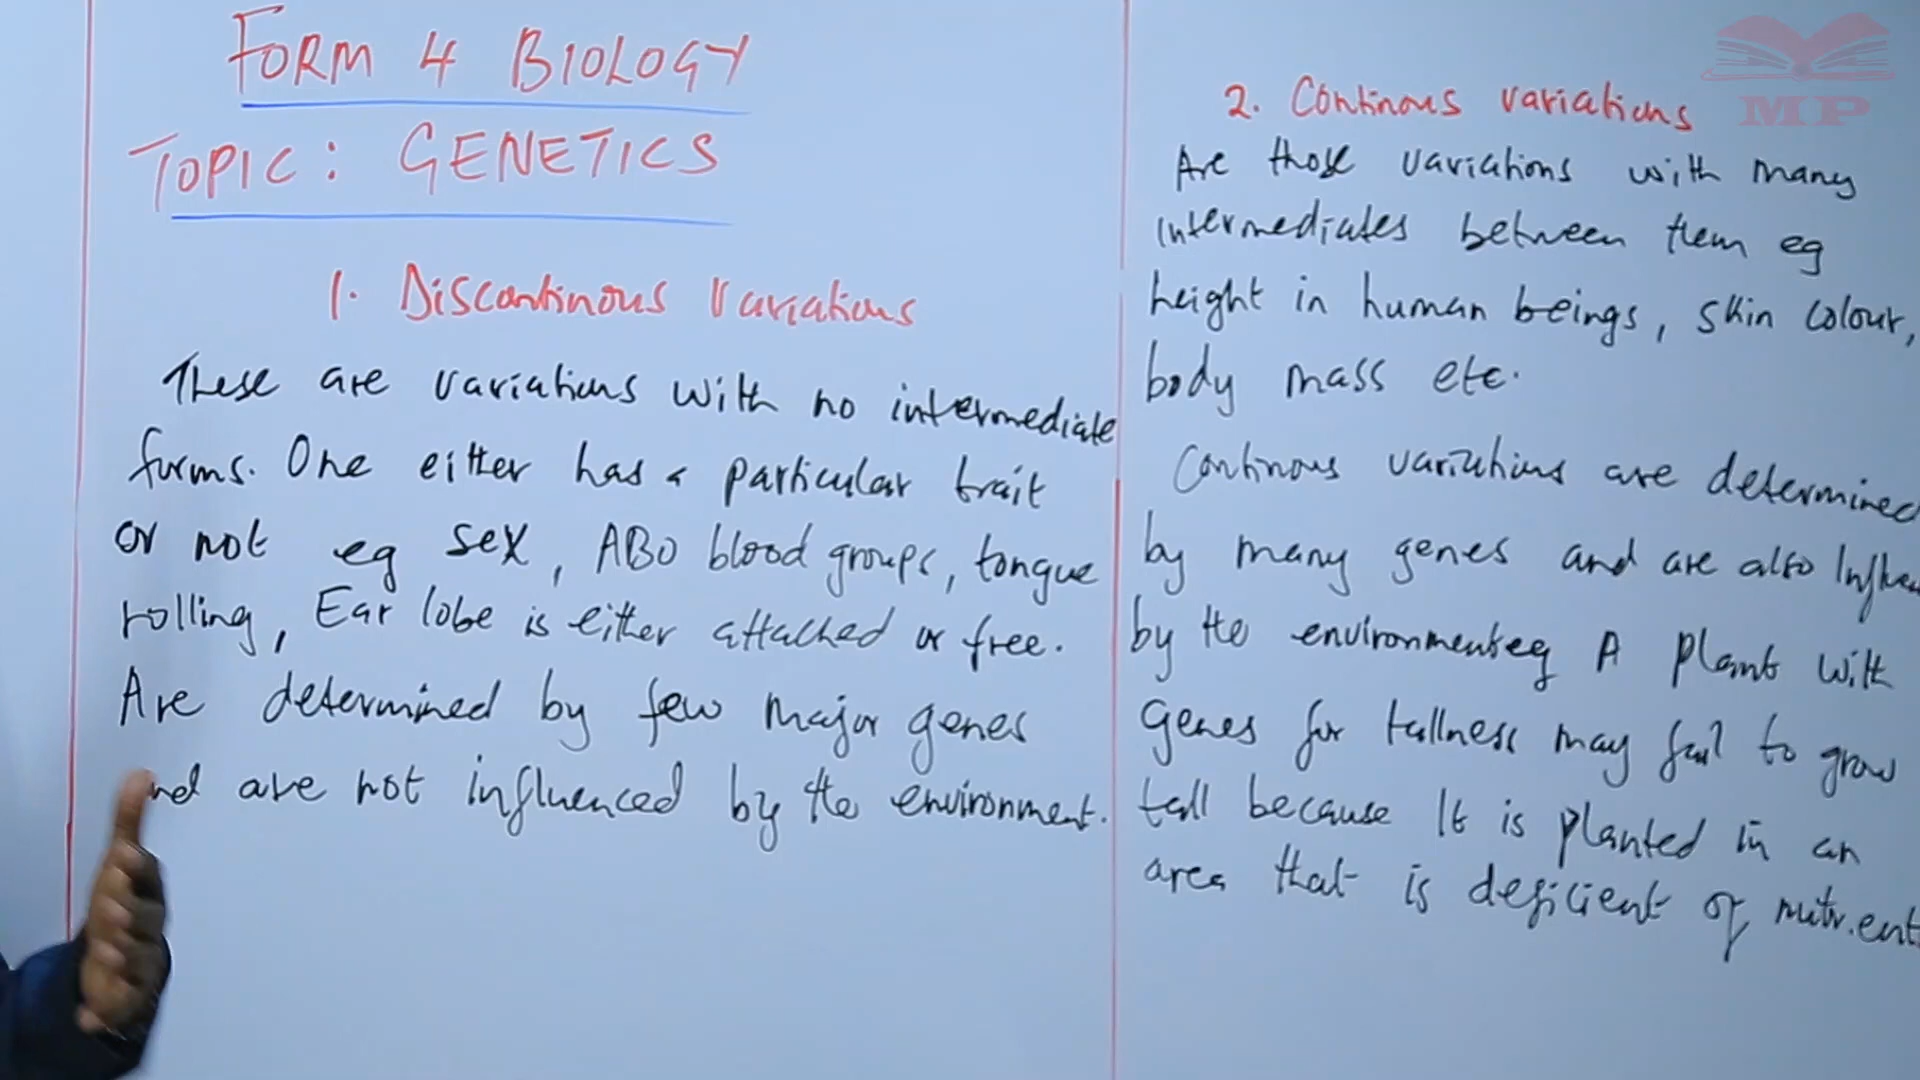 FORM 4 BIOLOGY
TOPIC: GENETICS
1. Discontinous Variations
These are variations with no intermediate
forms. One either has a particular trait
or not eg sex, ABO blood groups, tongue
rolling, Ear lobe is either attached or free.
Are determined by few major genes
and are not influenced by the environment.
2. Continous variations
Are those variations with many
intermediates between them eg
height in human beings, skin colour,
body mass etc.
Continous variations are determined
by many genes and are also Influen
by the environment eg A plant with
genes for tallness may fail to grow
tall because It is planted in an
area that is deficient of nutrient
MP